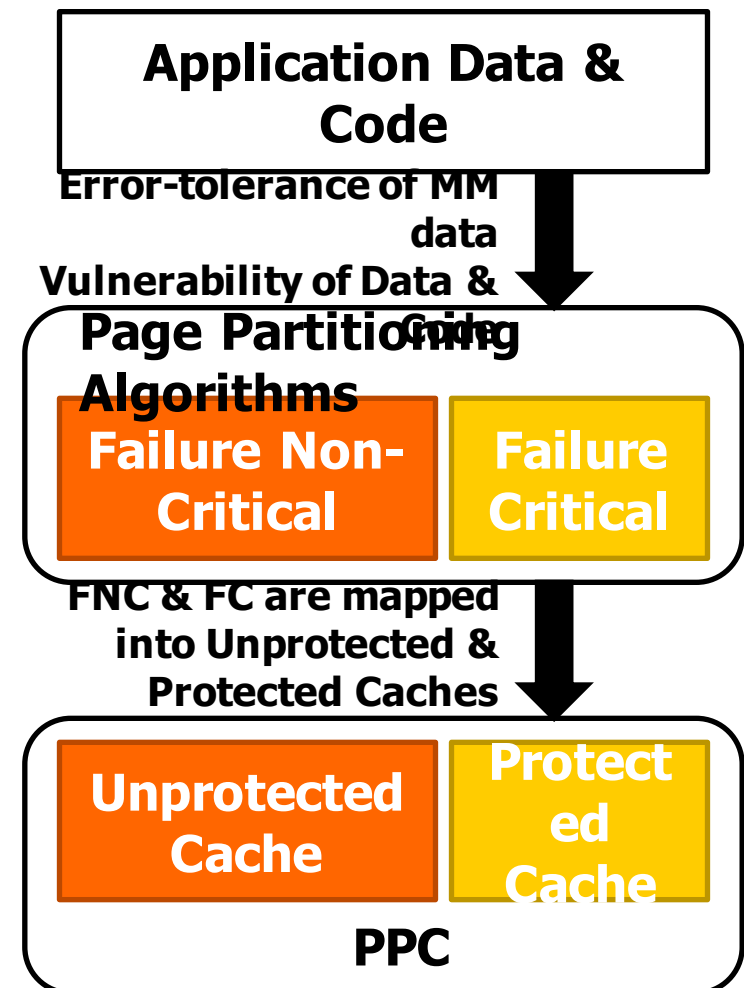 Application Data &
Code
Error-tolerance of MM
data
Vulnerability of Data &
Code
Page Partitioning
Algorithms
Failure Non-
Critical
Failure
Critical
FNC & FC are mapped
into Unprotected &
Protected Caches
Unprotected
Cache
Protect
ed
Cache
PPC